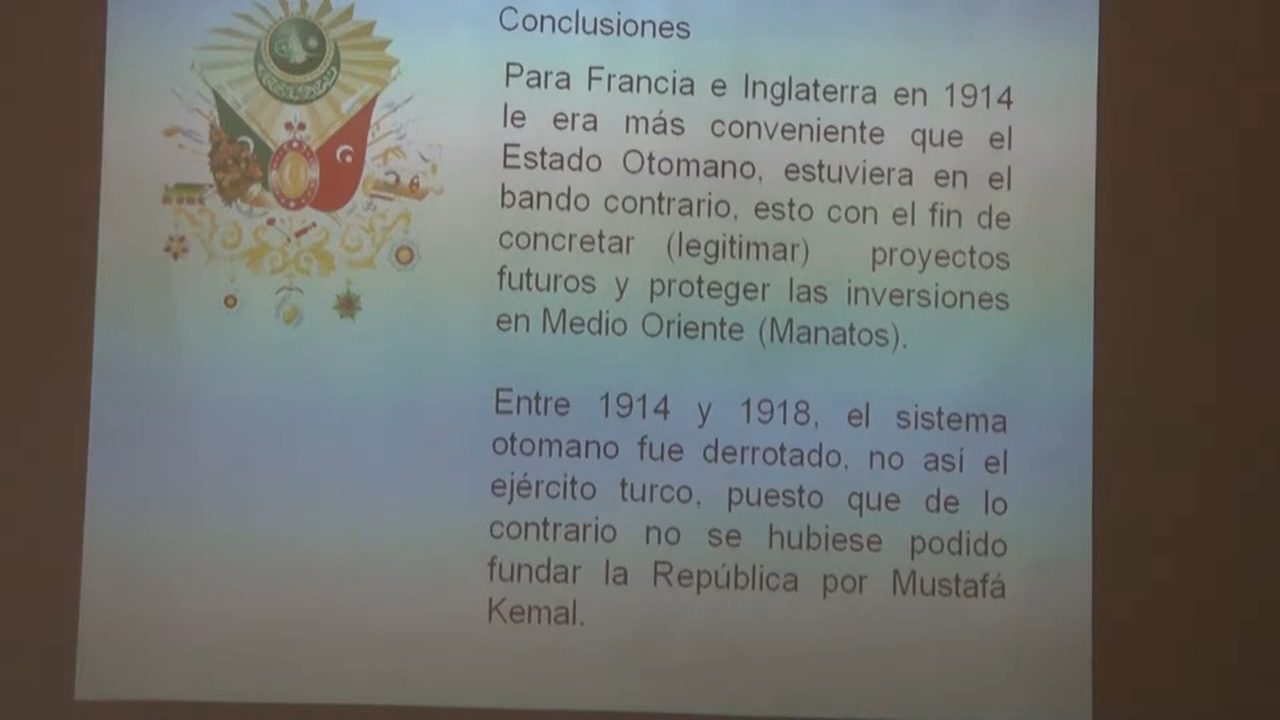 Conclusiones
Para Francia e Inglaterra en 1914
le era más conveniente que el
Estado Otomano, estuviera en el
bando contrario, esto con el fin de
concretar (legitimar) proyectos
futuros y proteger las inversiones
en Medio Oriente (Manatos).
Entre 1914 y 1918, el sistema
otomano fue derrotado, no así el
ejército turco, puesto que de lo
contrario no se hubiese podido
fundar la República por Mustafá
Kemal.